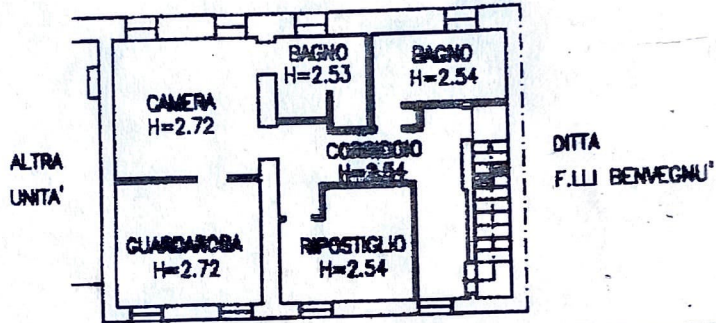 BAGNO
H=2.53
BAGNO
H=2.54
CAMERA
H=2.72
CORRIDOIO
H=2.54
ALTRA
UNITA'
DITTA
F.LLI BENVEGNU'
GUARDAROBA
H=2.72
RIPOSTIGLIO
H=2.54